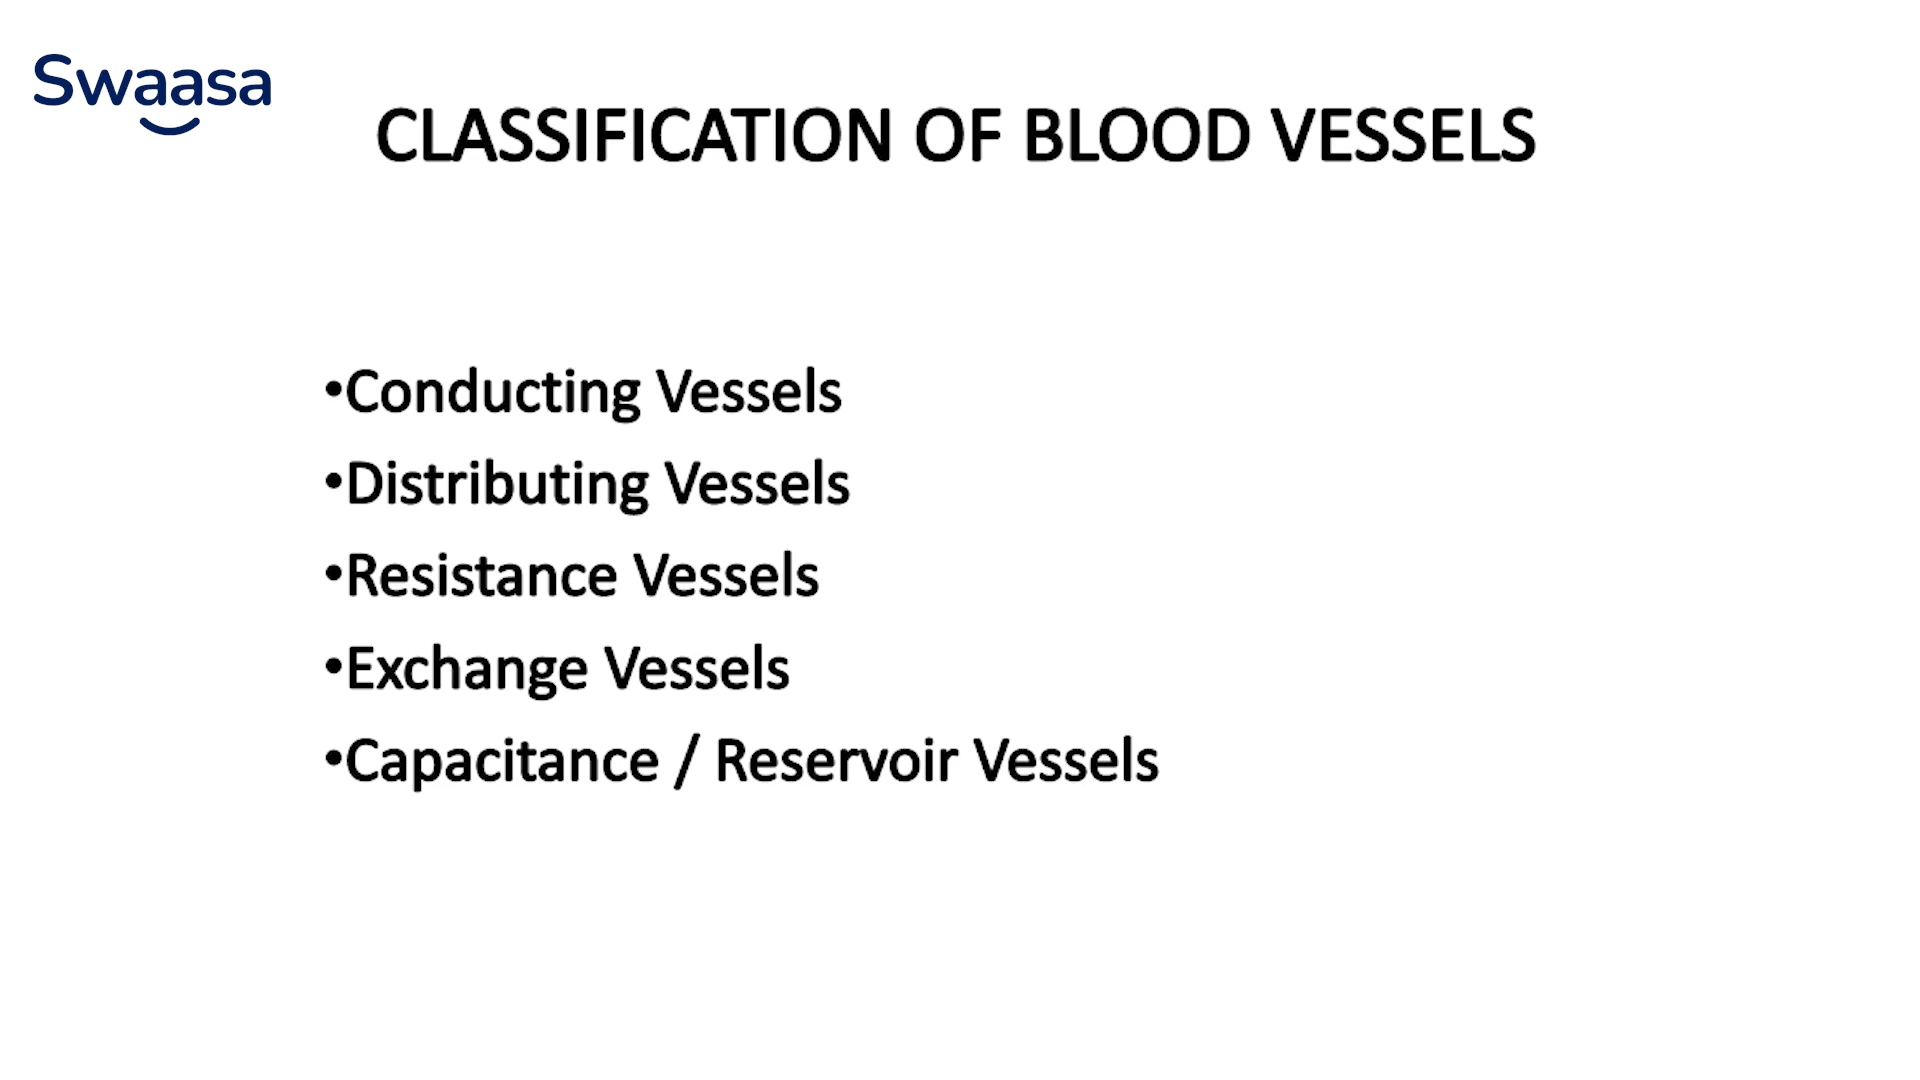 Swaasa
CLASSIFICATION OF BLOOD VESSELS
•Conducting Vessels
•Distributing Vessels
•Resistance Vessels
•Exchange Vessels
•Capacitance / Reservoir Vessels